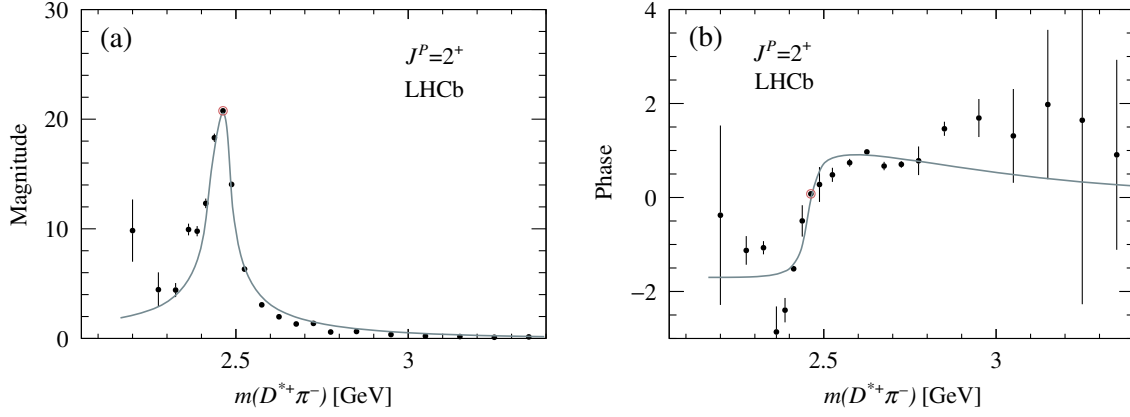 (a)
J^P=2^+
LHCb
Magnitude
30
20
10
0
2.5
3
m(D^{*+}π^−) [GeV]
(b)
J^P=2^+
LHCb
Phase
4
2
0
−2
2.5
3
m(D^{*+}π^−) [GeV]